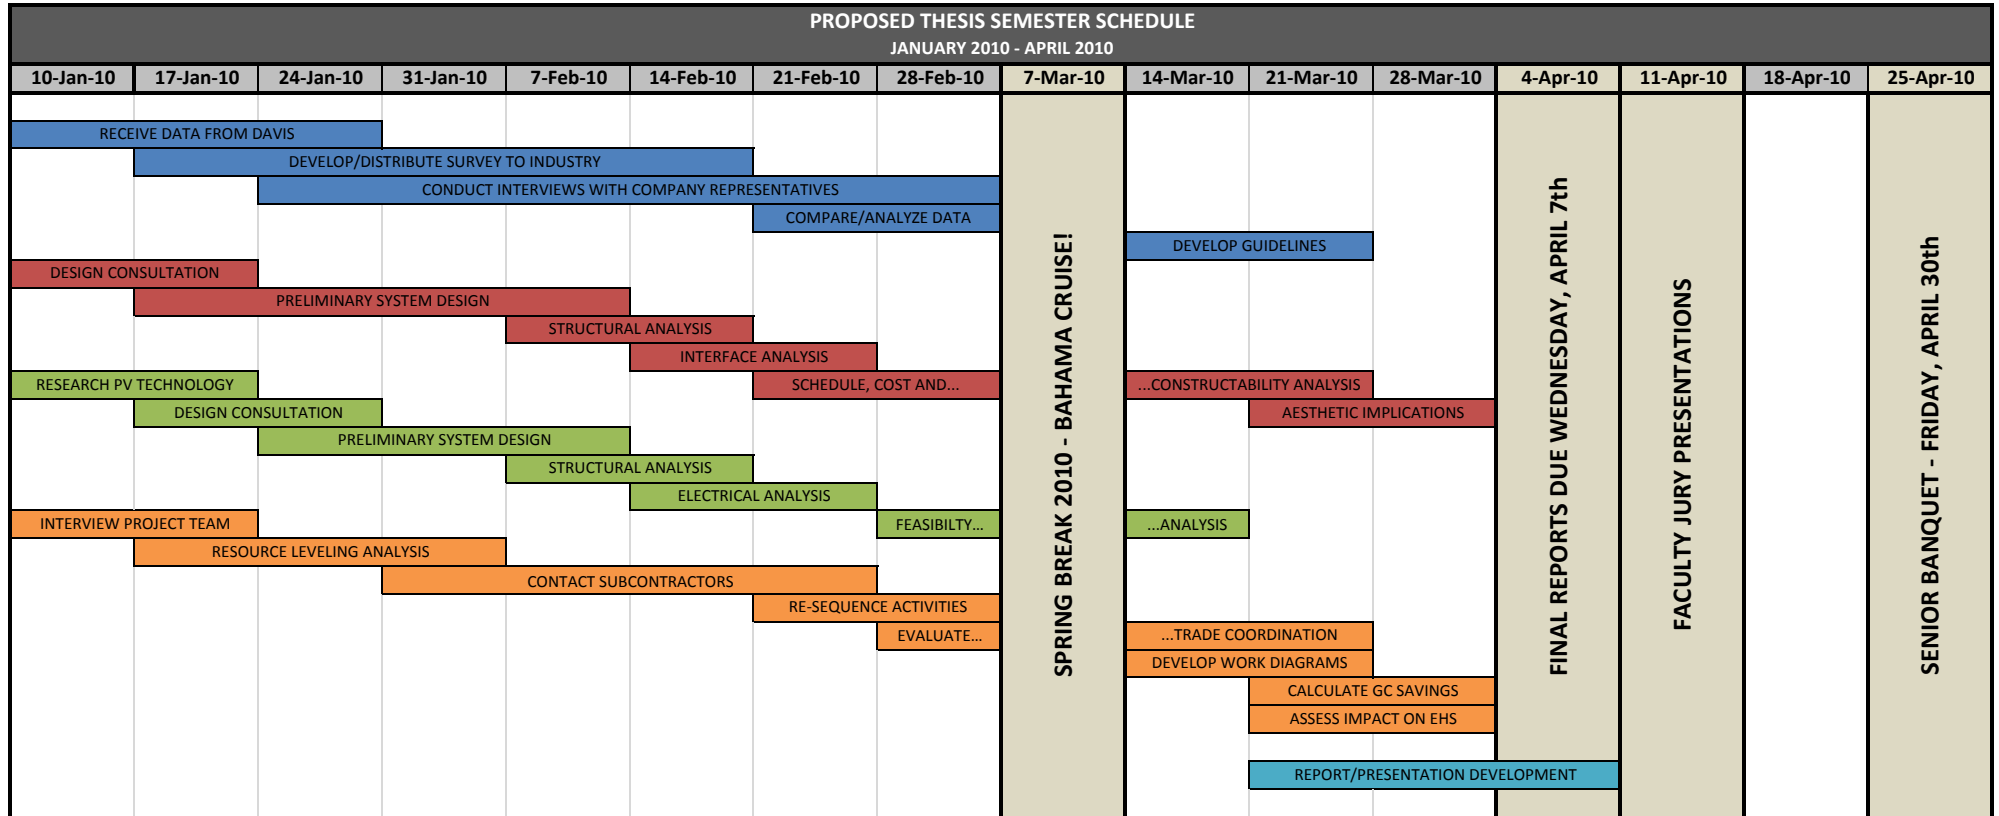 PROPOSED THESIS SEMESTER SCHEDULE
JANUARY 2010 - APRIL 2010
10-Jan-10 17-Jan-10 24-Jan-10 31-Jan-10 7-Feb-10 14-Feb-10 21-Feb-10 28-Feb-10 7-Mar-10 14-Mar-10 21-Mar-10 28-Mar-10 4-Apr-10 11-Apr-10 18-Apr-10 25-Apr-10
RECEIVE DATA FROM DAVIS
DEVELOP/DISTRIBUTE SURVEY TO INDUSTRY
CONDUCT INTERVIEWS WITH COMPANY REPRESENTATIVES
COMPARE/ANALYZE DATA
DEVELOP GUIDELINES
DESIGN CONSULTATION
PRELIMINARY SYSTEM DESIGN
STRUCTURAL ANALYSIS
INTERFACE ANALYSIS
RESEARCH PV TECHNOLOGY SCHEDULE, COST AND... ...CONSTRUCTABILITY ANALYSIS
DESIGN CONSULTATION AESTHETIC IMPLICATIONS
PRELIMINARY SYSTEM DESIGN
STRUCTURAL ANALYSIS
ELECTRICAL ANALYSIS
INTERVIEW PROJECT TEAM FEASIBILTY... ...ANALYSIS
RESOURCE LEVELING ANALYSIS
CONTACT SUBCONTRACTORS
RE-SEQUENCE ACTIVITIES
EVALUATE... ...TRADE COORDINATION
DEVELOP WORK DIAGRAMS
CALCULATE GC SAVINGS
ASSESS IMPACT ON EHS
REPORT/PRESENTATION DEVELOPMENT
SPRING BREAK 2010 - BAHAMA CRUISE!
FINAL REPORTS DUE WEDNESDAY, APRIL 7th
FACULTY JURY PRESENTATIONS
SENIOR BANQUET - FRIDAY, APRIL 30th